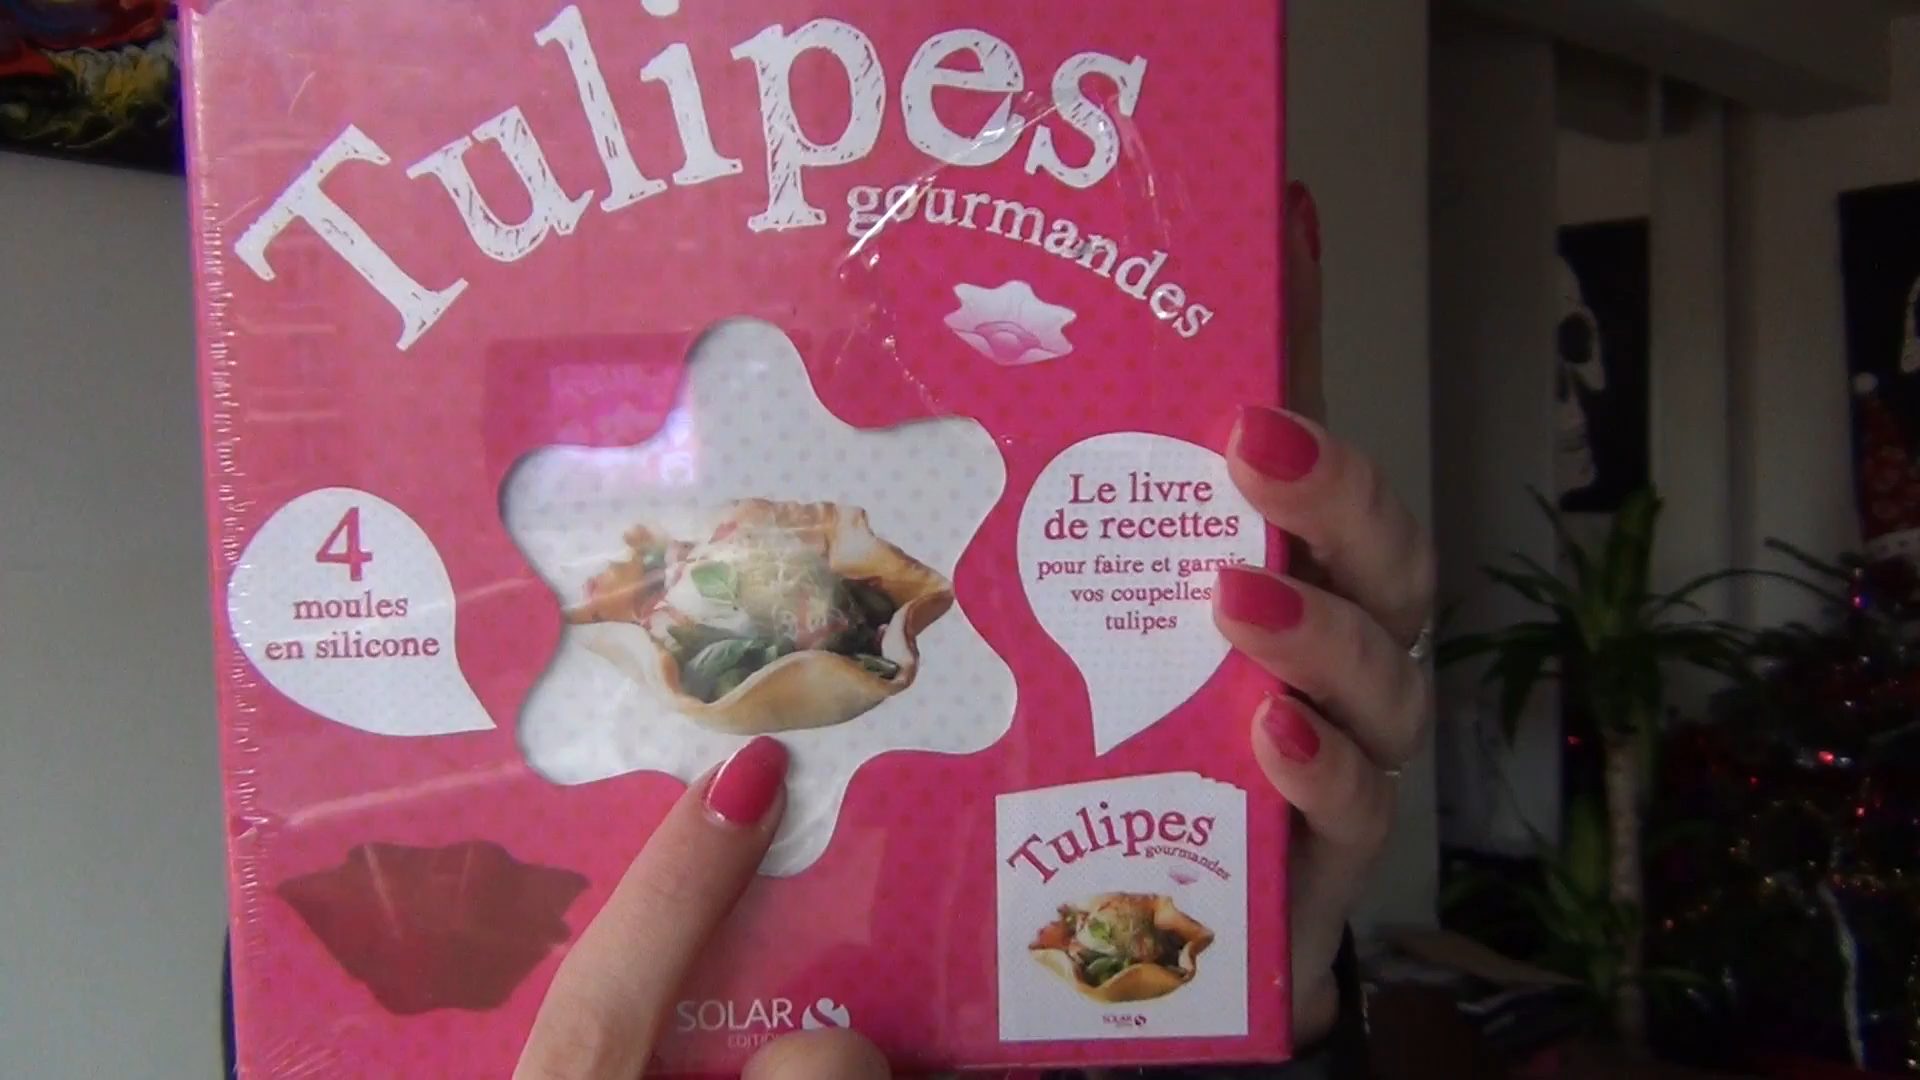 Tulipes
gourmandes
4
moules
en silicone
Le livre
de recettes
pour faire et garnir
vos coupelles
tulipes
Tulipes
gourmandes
SOLAR
SOLAR